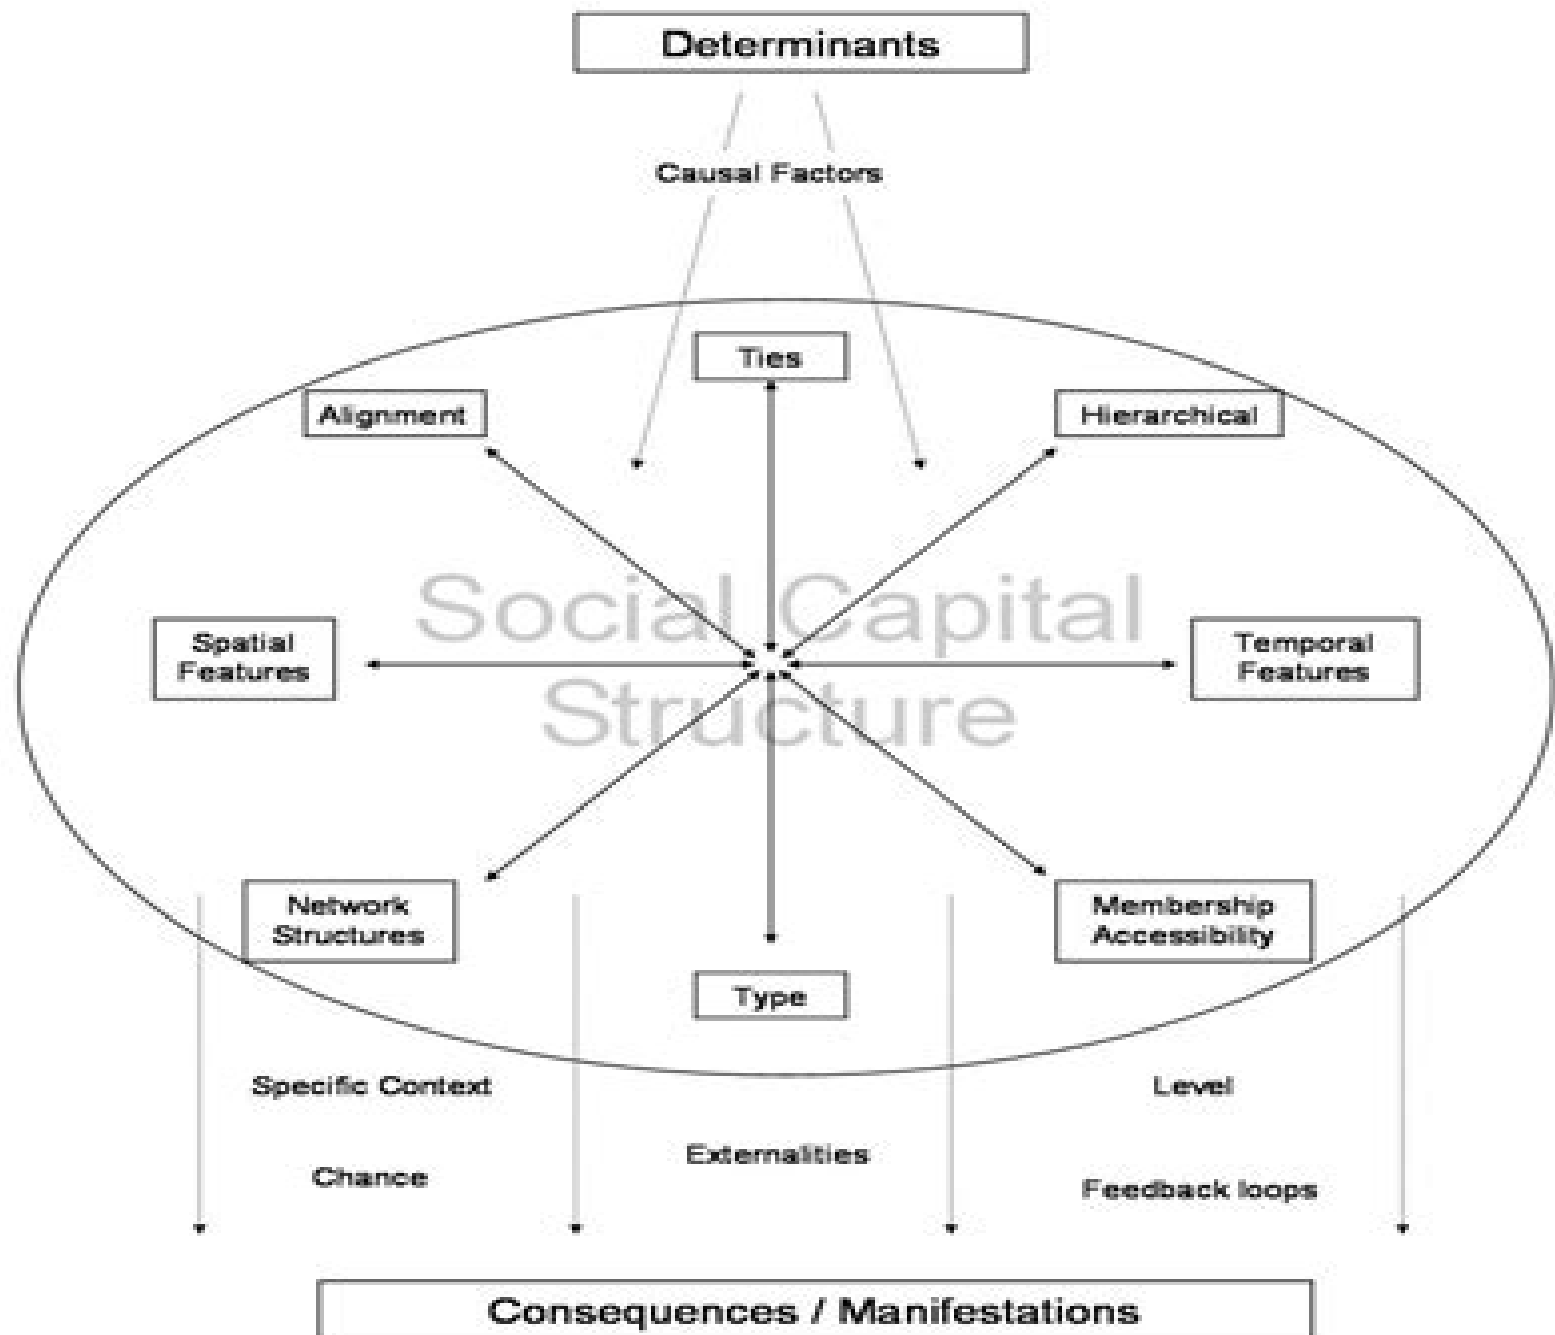 Determinants
Causal Factors
Ties
Alignment
Hierarchical
Social Capital
Structure
Spatial
Features
Temporal
Features
Network
Structures
Membership
Accessibility
Type
Specific Context
Level
Externalities
Chance
Feedback loops
Consequences / Manifestations